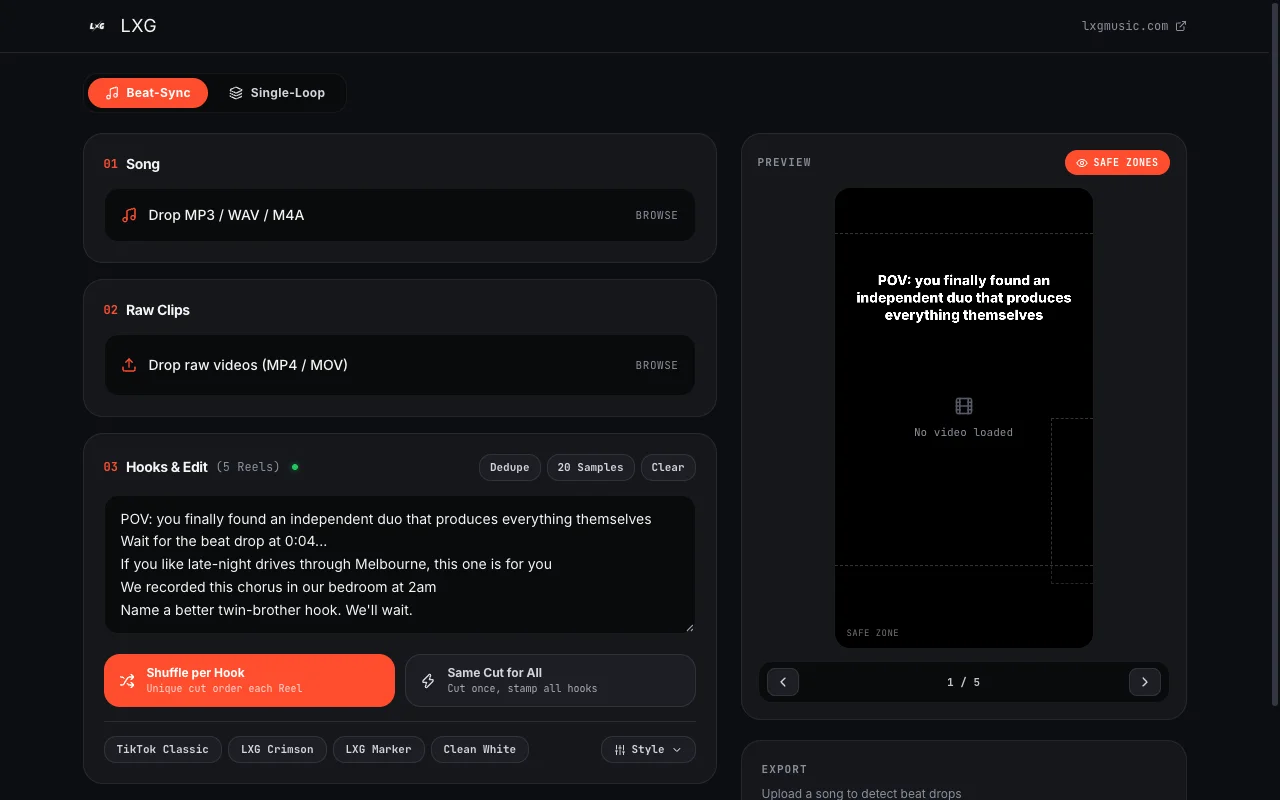 LXG LXG
lxgmusic.com
Beat-Sync
Single-Loop
01 Song
Drop MP3 / WAV / M4A
BROWSE
02 Raw Clips
Drop raw videos (MP4 / MOV)
BROWSE
03 Hooks & Edit (5 Reels)
Dedupe
20 Samples
Clear
POV: you finally found an independent duo that produces everything themselves
Wait for the beat drop at 0:04...
If you like late-night drives through Melbourne, this one is for you
We recorded this chorus in our bedroom at 2am
Name a better twin-brother hook. We'll wait.
Shuffle per Hook
Unique cut order each Reel
Same Cut for All
Cut once, stamp all hooks
TikTok Classic
LXG Crimson
LXG Marker
Clean White
Style
PREVIEW
SAFE ZONES
POV: you finally found an
independent duo that produces
everything themselves
No video loaded
SAFE ZONE
1 / 5
EXPORT
Upload a song to detect beat drops